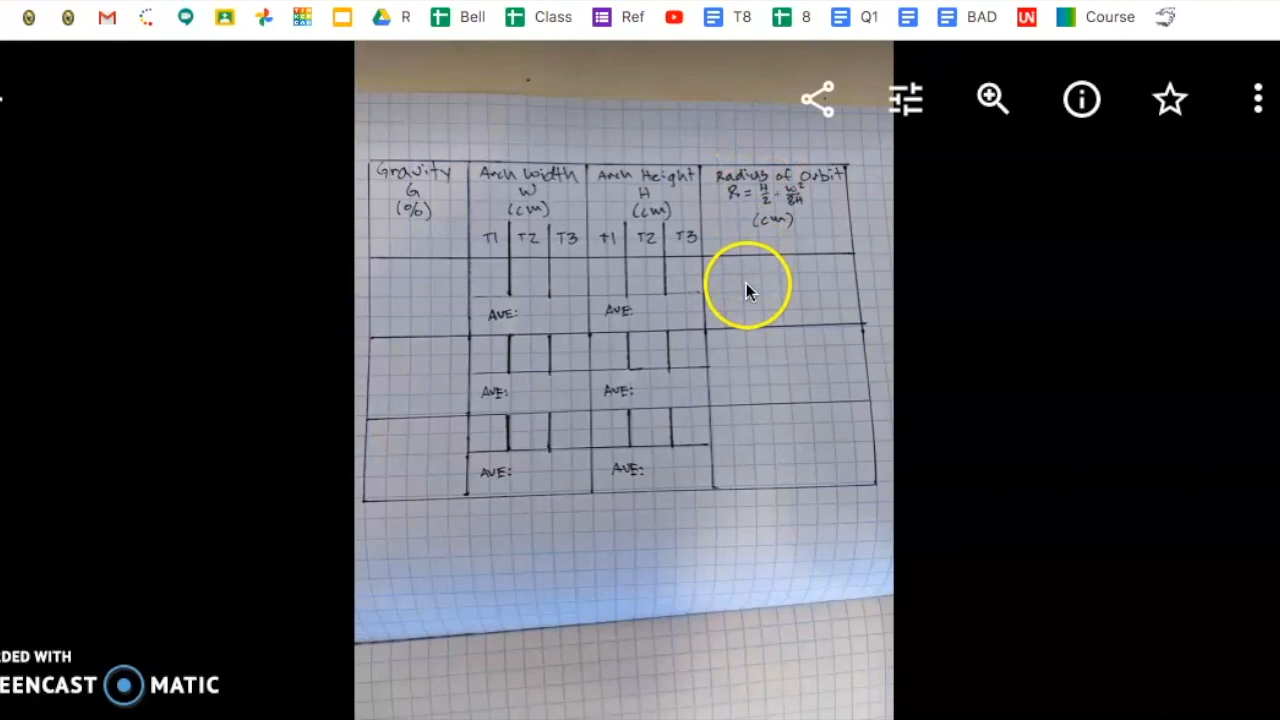 R Bell Class Ref T8 8 Q1 BAD UN Course
Gravity
G
(%)
Arch Width
W
(cm)
T1 T2 T3
Arch Height
H
(cm)
T1 T2 T3
Radius of Orbit
R = H/2 + W²/8H
(cm)
AVE: AVE:
AVE: AVE:
AVE: AVE:
DED WITH
EENCAST MATIC